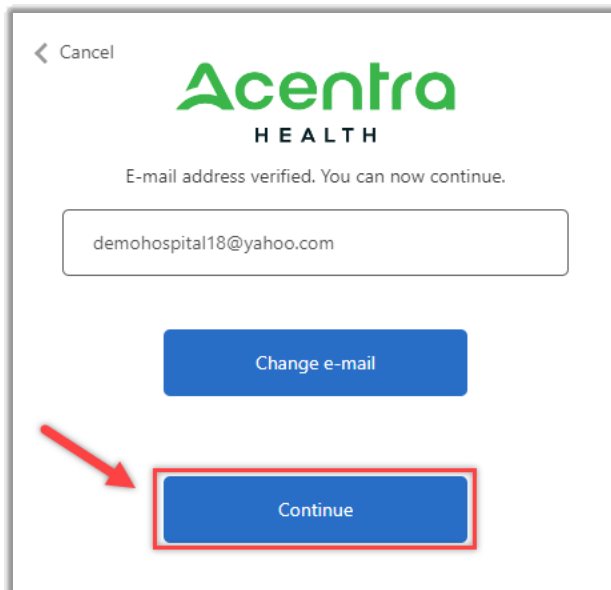 Cancel
Acentra
HEALTH
E-mail address verified. You can now continue.
demohospital18@yahoo.com
Change e-mail
Continue